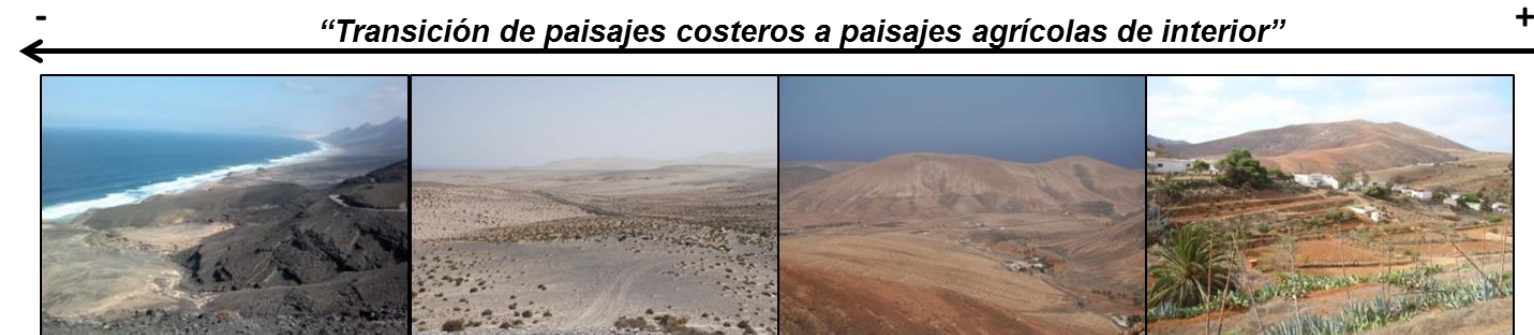 - +
“Transición de paisajes costeros a paisajes agrícolas de interior”